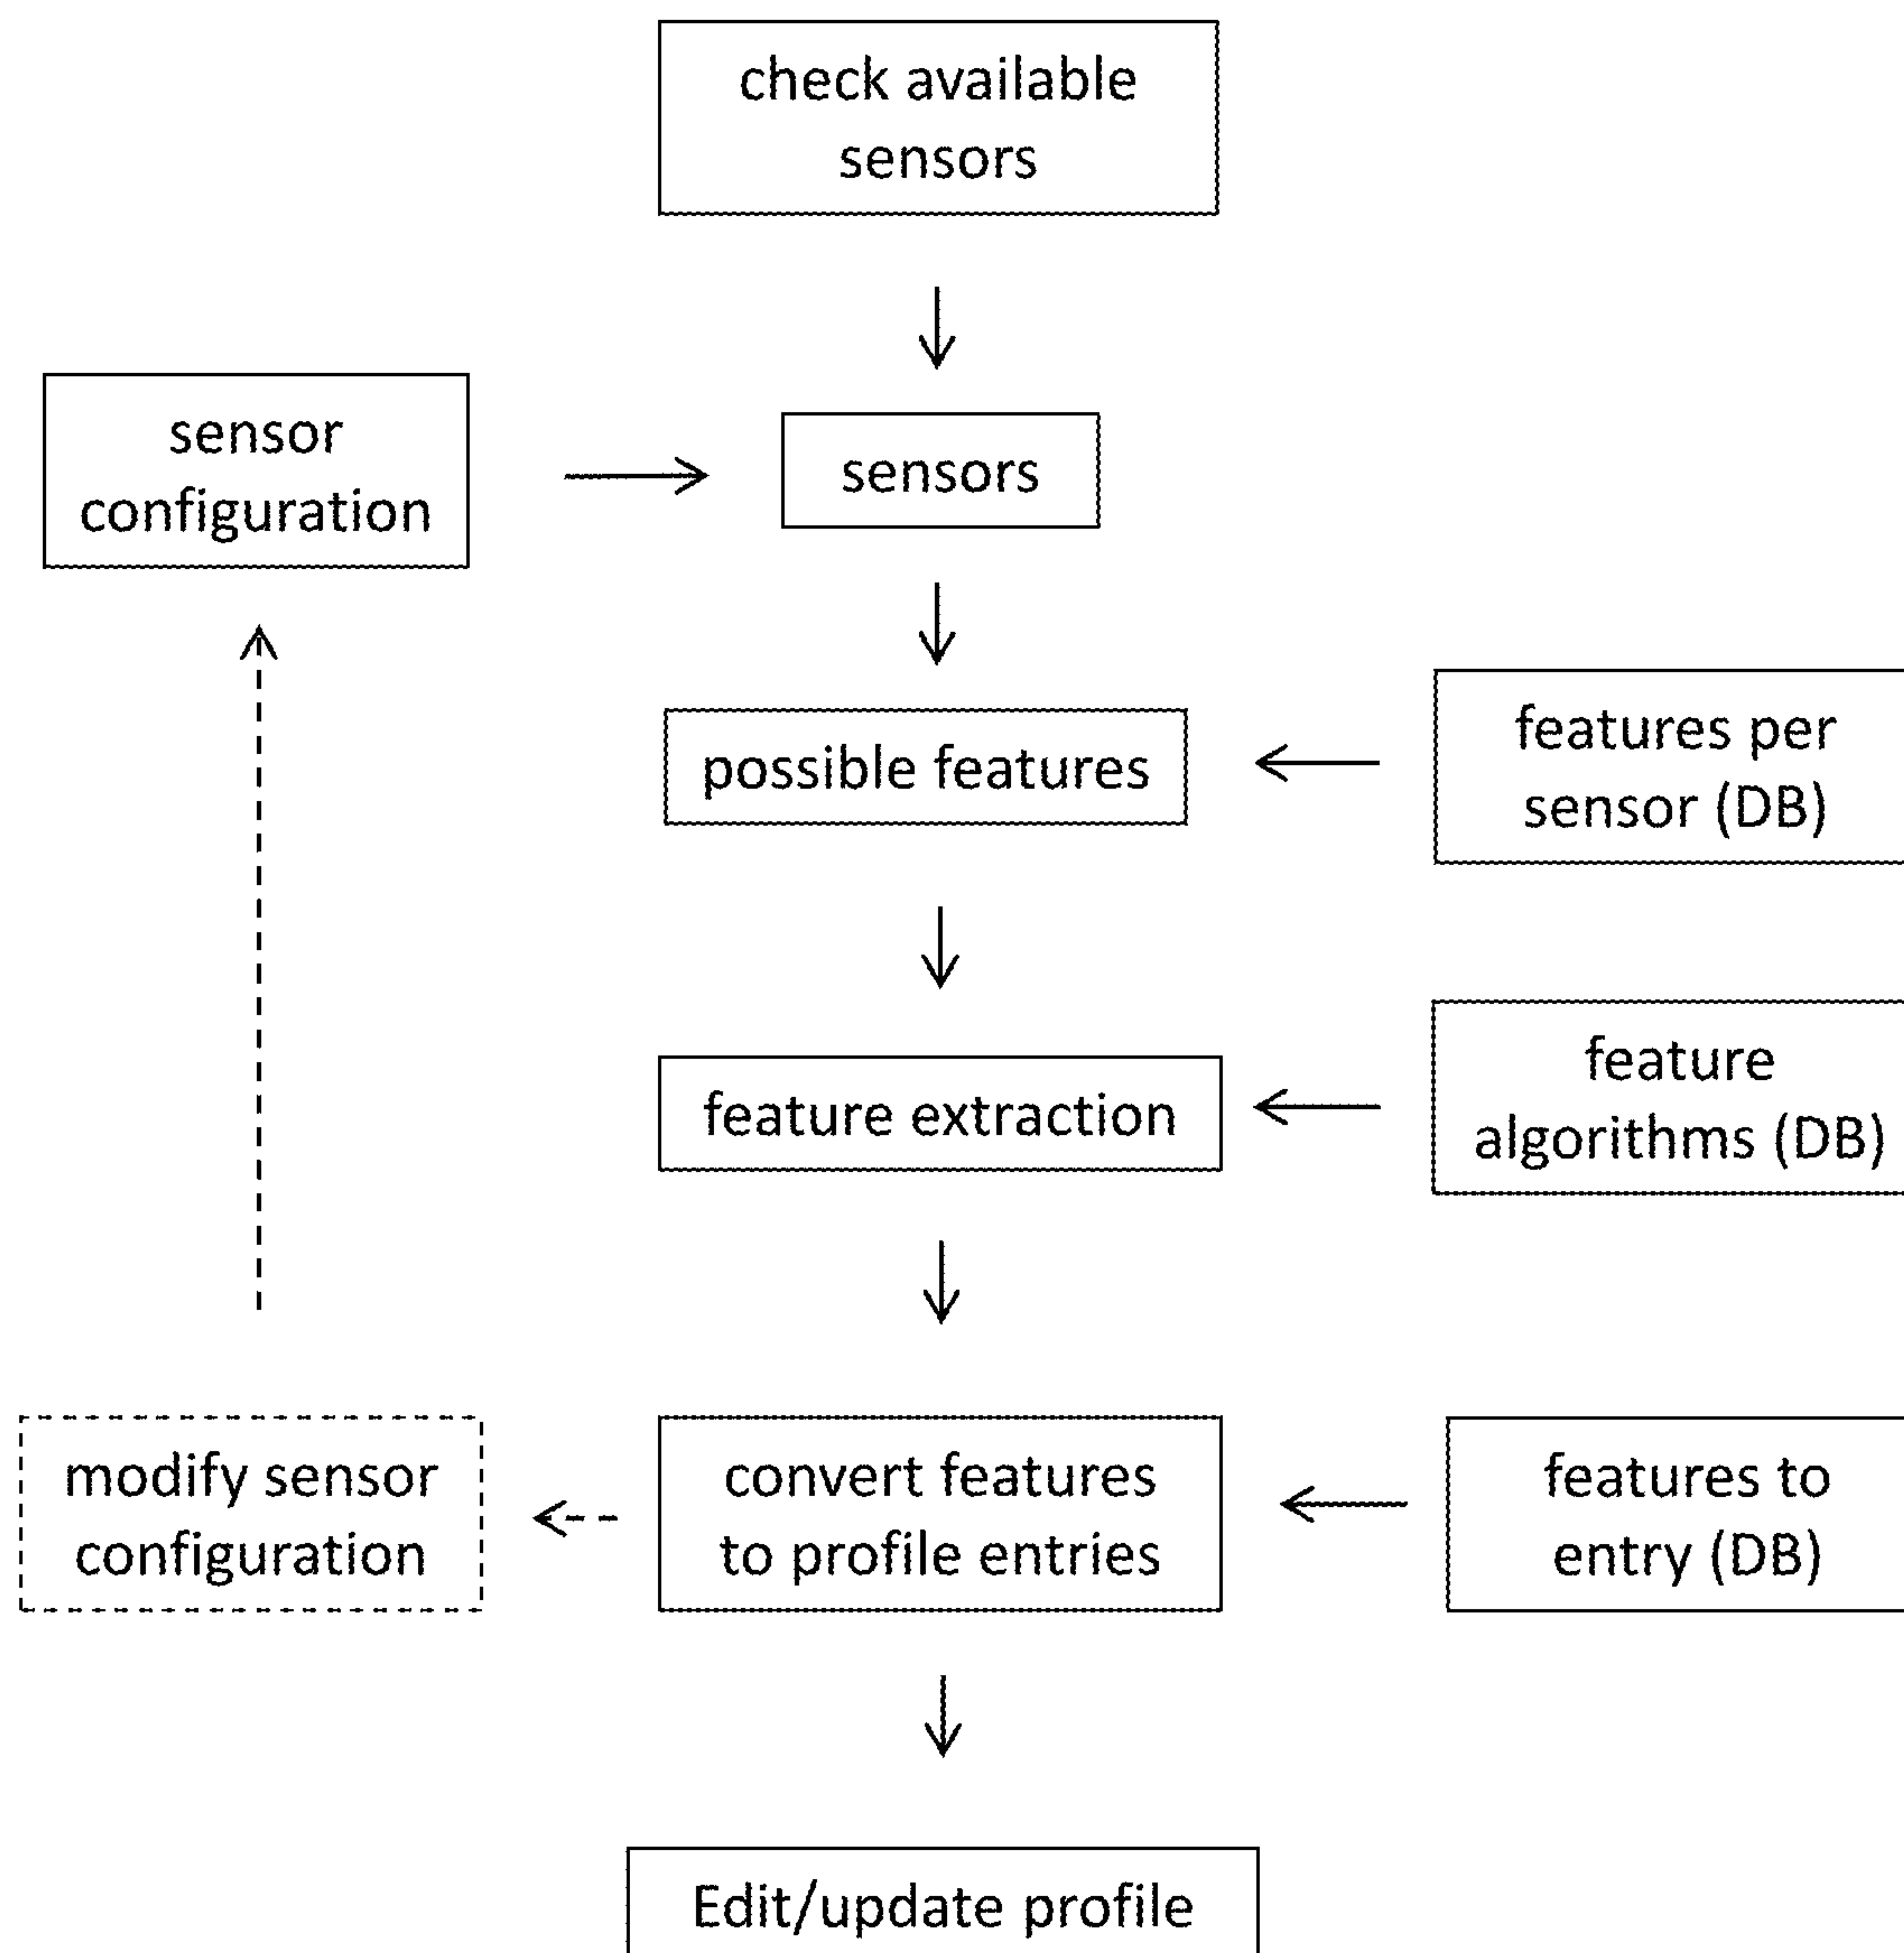 check available
sensors
sensor
configuration
sensors
possible features
features per
sensor (DB)
feature extraction
feature
algorithms (DB)
modify sensor
configuration
convert features
to profile entries
features to
entry (DB)
Edit/update profile